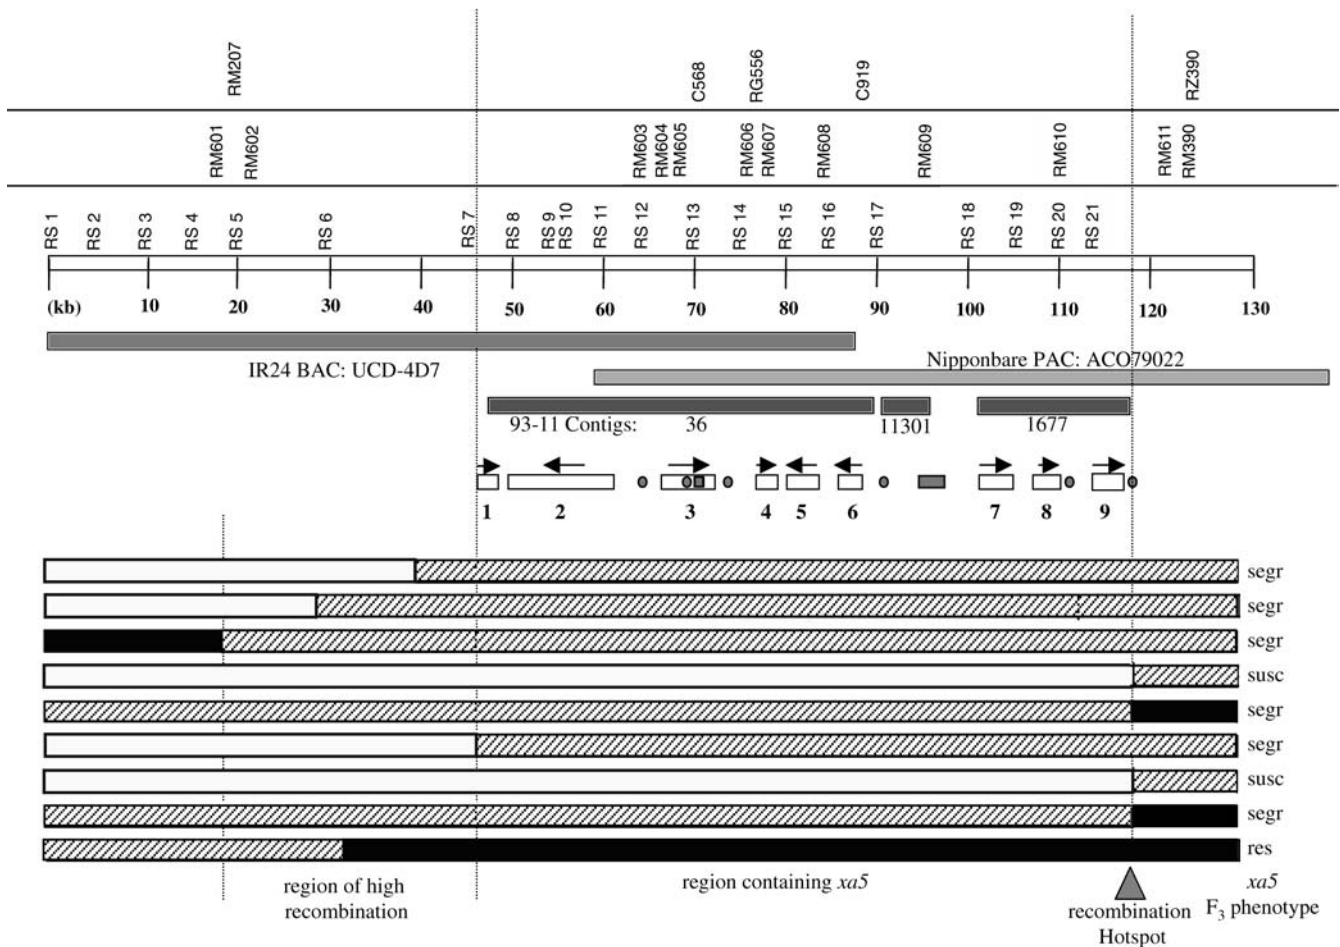 RM207 C568 RG556 C919 RZ390
RM601 RM602 RM603 RM604 RM605 RM606 RM607 RM608 RM609 RM610 RM611 RM390
RS 1 RS 2 RS 3 RS 4 RS 5 RS 6 RS 7 RS 8 RS 9 RS 10 RS 11 RS 12 RS 13 RS 14 RS 15 RS 16 RS 17 RS 18 RS 19 RS 20 RS 21
(kb) 10 20 30 40 50 60 70 80 90 100 110 120 130
IR24 BAC: UCD-4D7
Nipponbare PAC: ACO79022
93-11 Contigs: 36 11301 1677
1 2 3 4 5 6 7 8 9
segr
segr
segr
susc
segr
segr
susc
segr
res
region of high
recombination
region containing xa5
recombination
Hotspot
xa5
F3 phenotype